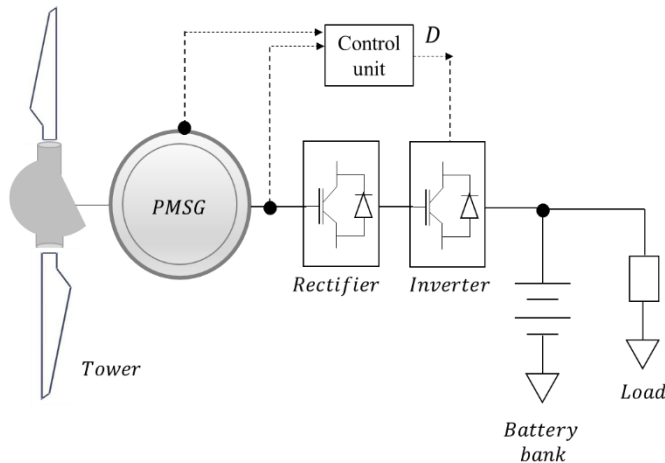 Control
unit
D
PMSG
Rectifier
Inverter
Tower
Load
Battery
bank